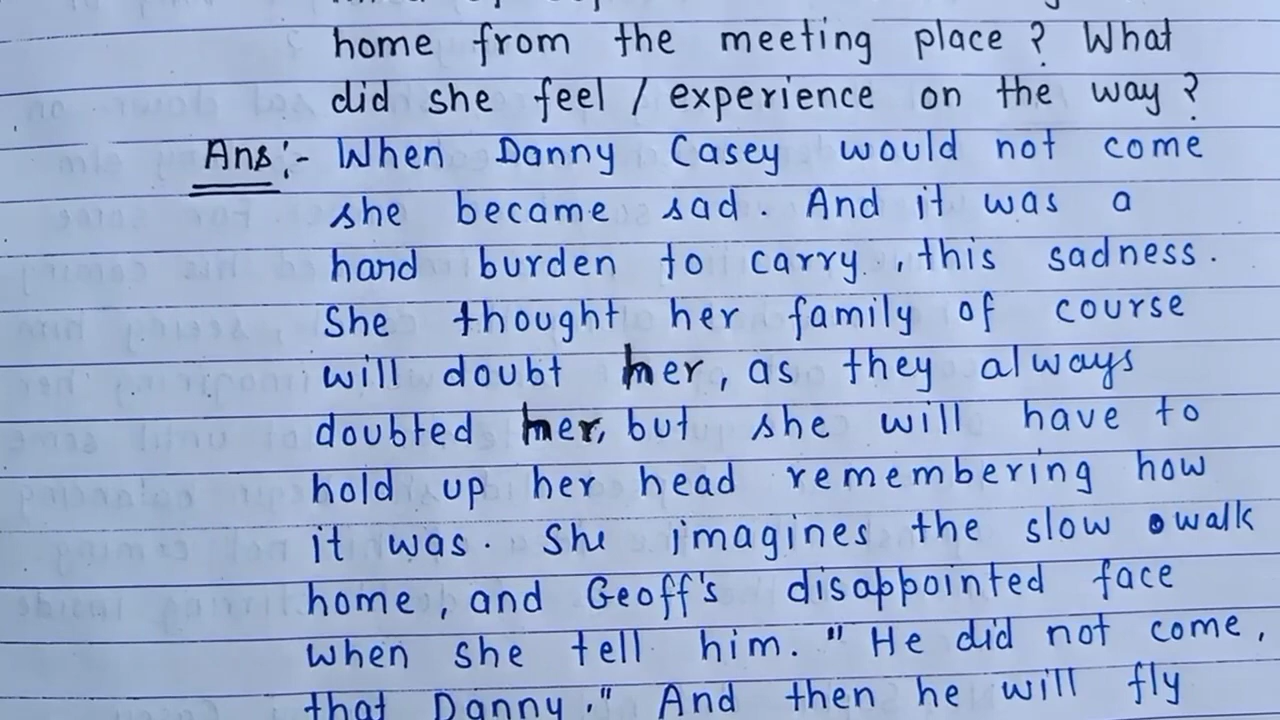 home from the meeting place ? What
did she feel / experience on the way ?
Ans:- When Danny Casey would not come
she became sad. And it was a
hard burden to carry, this sadness.
She thought her family of course
will doubt her, as they always
doubted her, but she will have to
hold up her head remembering how
it was. She imagines the slow walk
home, and Geoff's disappointed face
when she tell him. "He did not come,
that Danny." And then he will fly